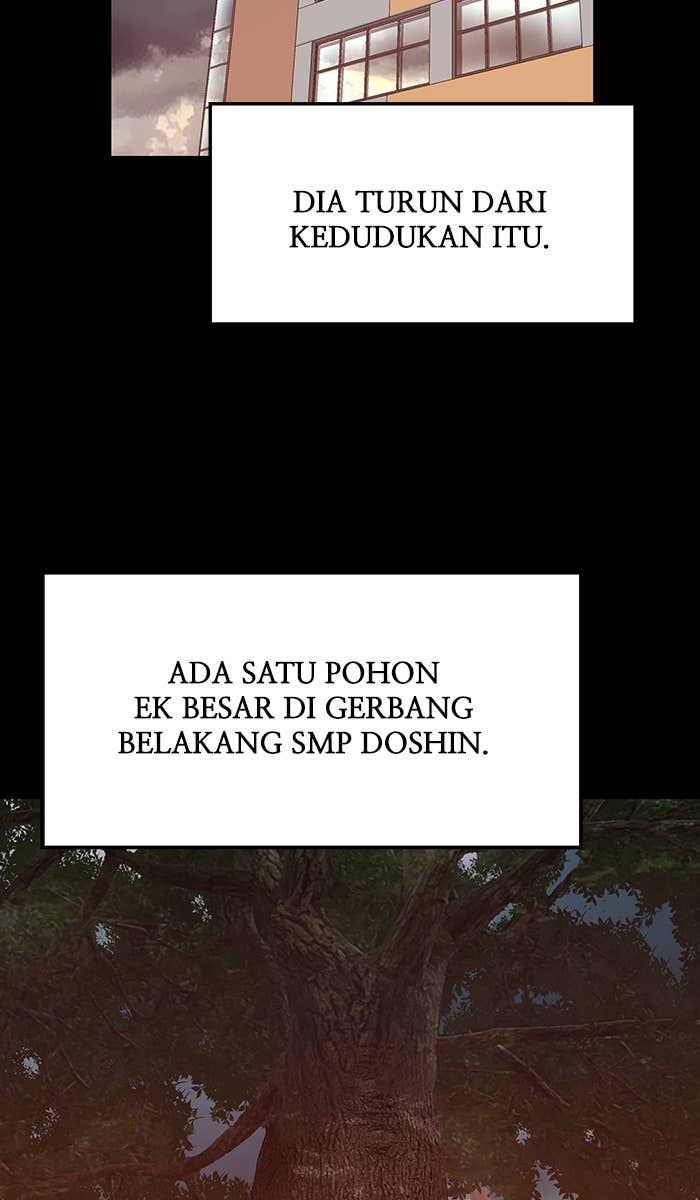 DIA TURUN DARI
KEDUDUKAN ITU.
ADA SATU POHON
EK BESAR DI GERBANG
BELAKANG SMP DOSHIN.